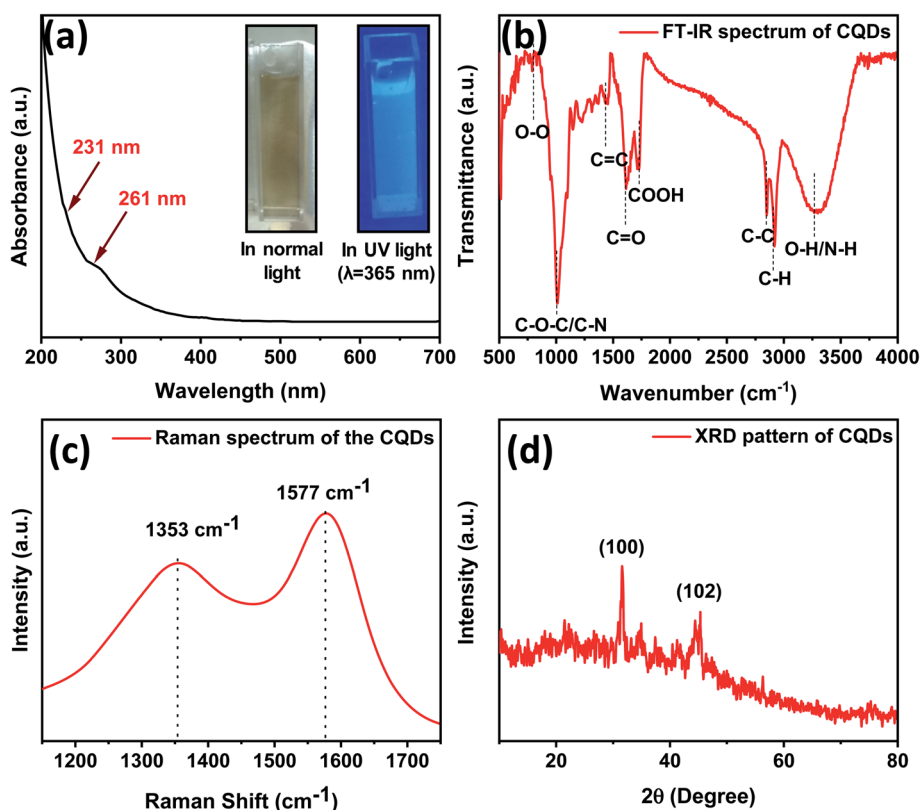 (a)
231 nm
261 nm
In normal
light
In UV light
(λ=365 nm)
Absorbance (a.u.)
200 300 400 500 600 700
Wavelength (nm)
(b)
FT-IR spectrum of CQDs
O-O
C=C
COOH
C=O
C-C
O-H/N-H
C-H
C-O-C/C-N
Transmittance (a.u.)
500 1000 1500 2000 2500 3000 3500 4000
Wavenumber (cm⁻¹)
(c)
Raman spectrum of the CQDs
1577 cm⁻¹
1353 cm⁻¹
Intensity (a.u.)
1200 1300 1400 1500 1600 1700
Raman Shift (cm⁻¹)
(d)
XRD pattern of CQDs
(100)
(102)
Intensity (a.u.)
20 40 60 80
2θ (Degree)